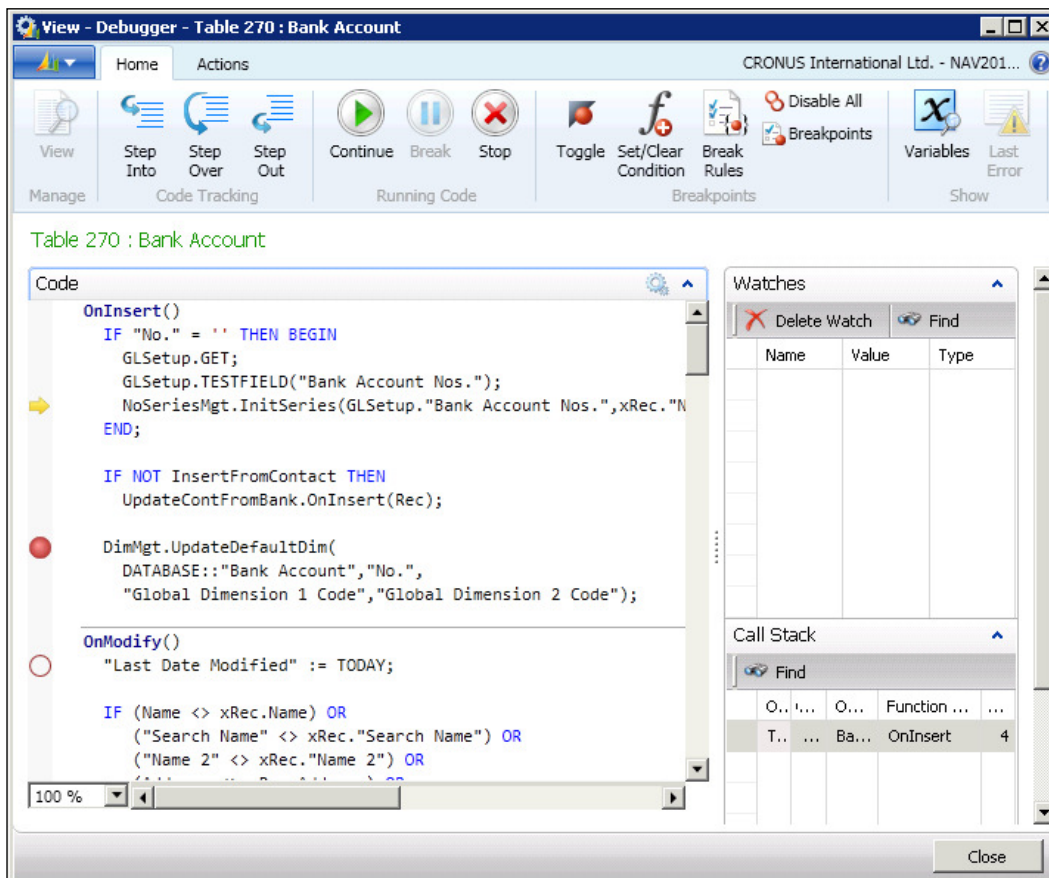 View - Debugger - Table 270 : Bank Account
Home Actions CRONUS International Ltd. - NAV201...
View Step Into Step Over Step Out Continue Break Stop Toggle Set/Clear Condition Break Rules Disable All Breakpoints Variables Last Error
Manage Code Tracking Running Code Breakpoints Show
Table 270 : Bank Account
Code
OnInsert()
IF "No." = '' THEN BEGIN
GLSetup.GET;
GLSetup.TESTFIELD("Bank Account Nos.");
NoSeriesMgt.InitSeries(GLSetup."Bank Account Nos.",xRec."N
END;
IF NOT InsertFromContact THEN
UpdateContFromBank.OnInsert(Rec);
DimMgt.UpdateDefaultDim(
DATABASE::"Bank Account","No.",
"Global Dimension 1 Code","Global Dimension 2 Code");
OnModify()
"Last Date Modified" := TODAY;
IF (Name <> xRec.Name) OR
("Search Name" <> xRec."Search Name") OR
("Name 2" <> xRec."Name 2") OR
100 %
Watches
Delete Watch Find
Name Value Type
Call Stack
Find
O.. ... O... Function ... ...
T.. ... Ba... OnInsert 4
Close